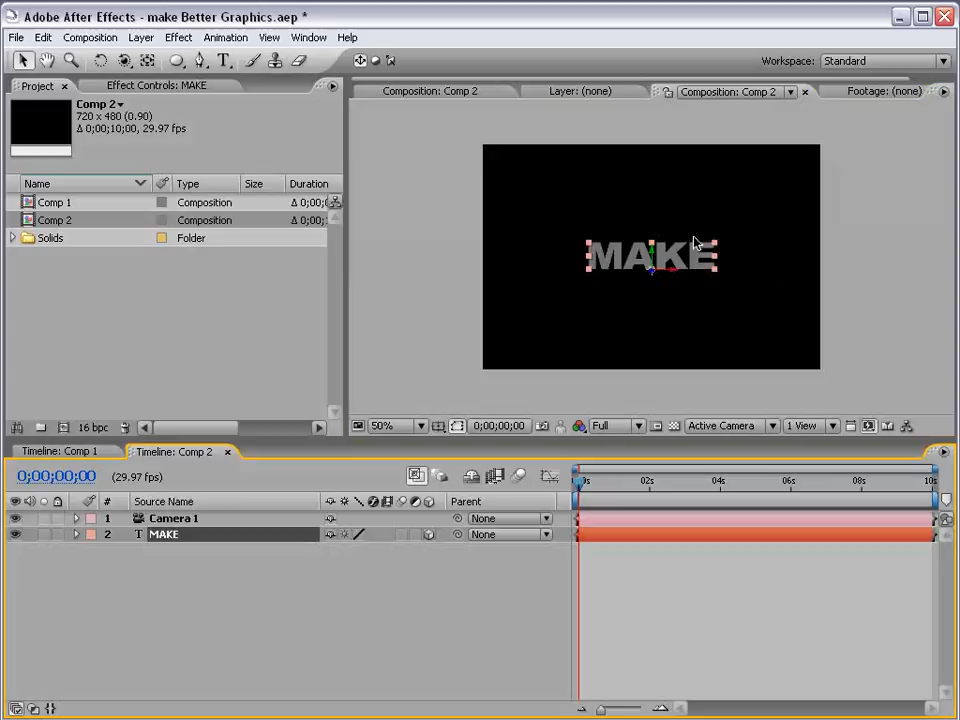 Adobe After Effects - make Better Graphics.aep *
File Edit Composition Layer Effect Animation View Window Help
Workspace: Standard
Project × Effect Controls: MAKE
Composition: Comp 2 Layer: (none) Composition: Comp 2 × Footage: (none)
Comp 2
720 x 480 (0.90)
Δ 0;00;10;00, 29.97 fps
Name Type Size Duration
Comp 1 Composition Δ 0;00;
Comp 2 Composition Δ 0;00;
Solids Folder
MAKE
16 bpc
50% 0;00;00;00 Full Active Camera 1 View
Timeline: Comp 1 Timeline: Comp 2 ×
0;00;00;00 (29.97 fps)
0s 02s 04s 06s 08s 10s
# Source Name Parent
1 Camera 1 None
2 T MAKE None